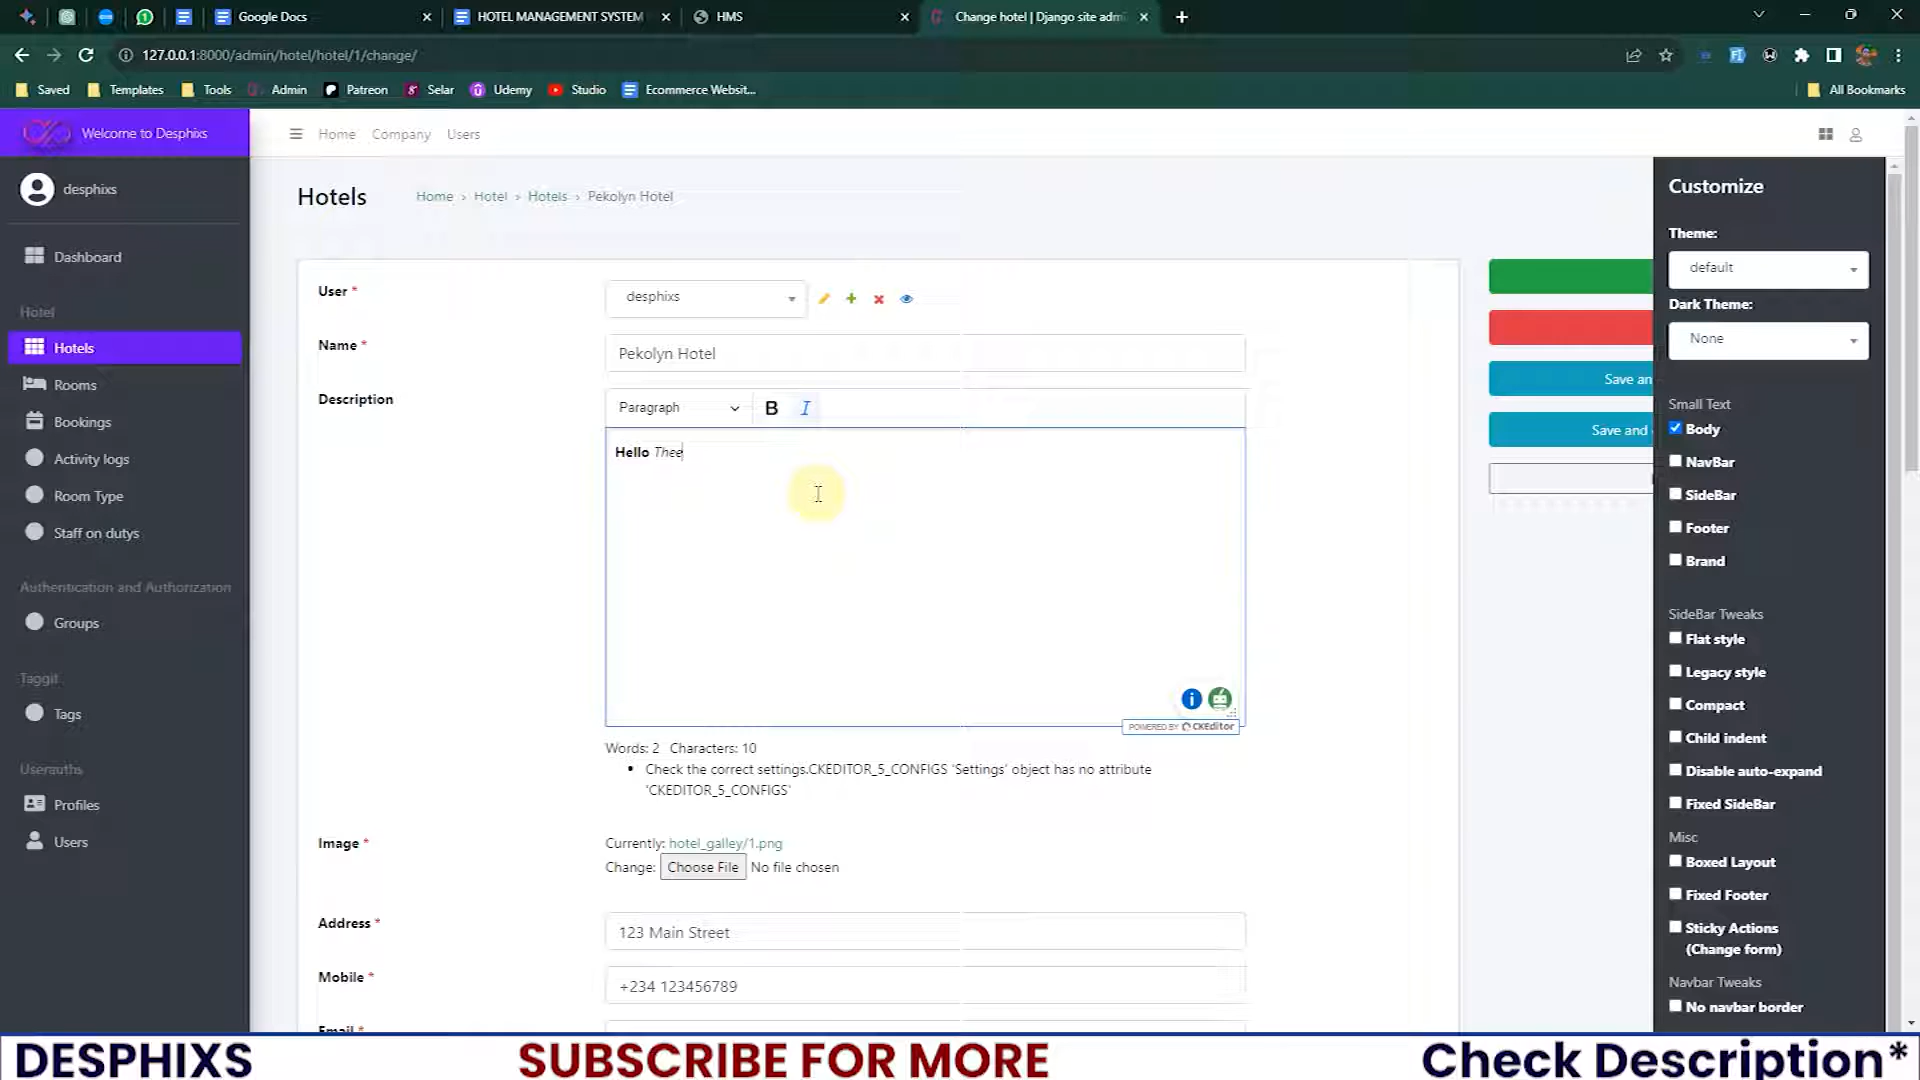 Google Docs
HOTEL MANAGEMENT SYSTEM
HMS
Change hotel | Django site adm
127.0.0.1:8000/admin/hotel/hotel/1/change/
Saved
Templates
Tools
Admin
Patreon
Selar
Udemy
Studio
Ecommerce Websit...
All Bookmarks
Welcome to Desphixs
Home
Company
Users
desphixs
Dashboard
Hotel
Hotels
Rooms
Bookings
Activity logs
Room Type
Staff on dutys
Authentication and Authorization
Groups
Taggit
Tags
Userauths
Profiles
Users
Hotels
Home › Hotel › Hotels › Pekolyn Hotel
User *
desphixs
Name *
Pekolyn Hotel
Description
Paragraph
B
I
Hello Thee
POWERED BY CKEditor
Words: 2 Characters: 10
Check the correct settings.CKEDITOR_5_CONFIGS 'Settings' object has no attribute
'CKEDITOR_5_CONFIGS'
Image *
Currently: hotel_galley/1.png
Change: Choose File No file chosen
Address *
123 Main Street
Mobile *
+234 123456789
Email *
Save an
Save and
Customize
Theme:
default
Dark Theme:
None
Small Text
Body
NavBar
SideBar
Footer
Brand
SideBar Tweaks
Flat style
Legacy style
Compact
Child indent
Disable auto-expand
Fixed SideBar
Misc
Boxed Layout
Fixed Footer
Sticky Actions
(Change form)
Navbar Tweaks
No navbar border
DESPHIXS
SUBSCRIBE FOR MORE
Check Description*